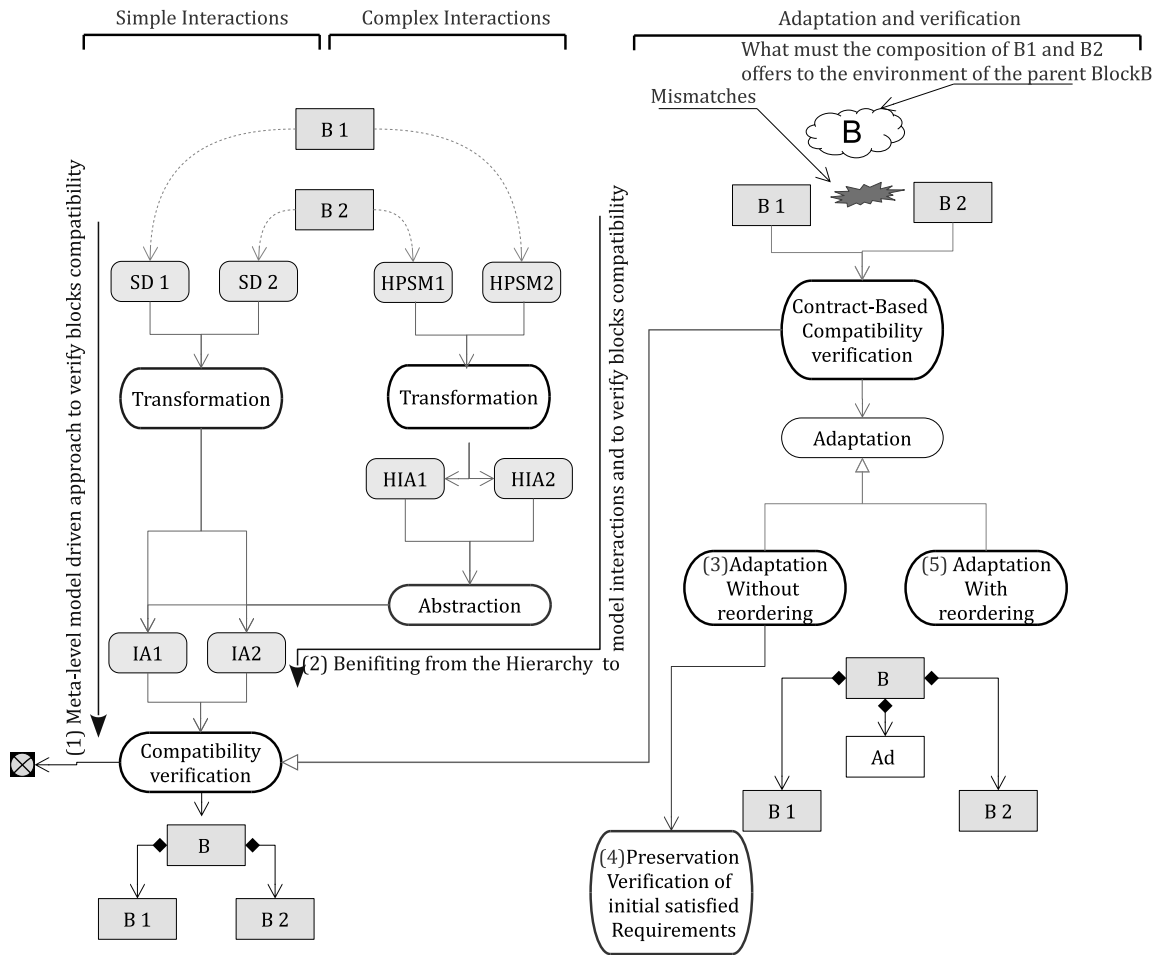 Simple Interactions
Complex Interactions
Adaptation and verification
What must the composition of B1 and B2
offers to the environment of the parent BlockB
Mismatches
B
B 1
B 2
B 1
B 2
SD 1
SD 2
HPSM1
HPSM2
Contract-Based
Compatibility
verification
Transformation
Transformation
Adaptation
HIA1
HIA2
(3)Adaptation
Without
reordering
(5) Adaptation
With
reordering
Abstraction
IA1
IA2
(1) Meta-level model driven approach to verify blocks compatibility
(2) Benifiting from the Hierarchy to
model interactions and to verify blocks compatibility
Compatibility
verification
B
Ad
B 1
B 2
B
B 1
B 2
(4)Preservation
Verification of
initial satisfied
Requirements